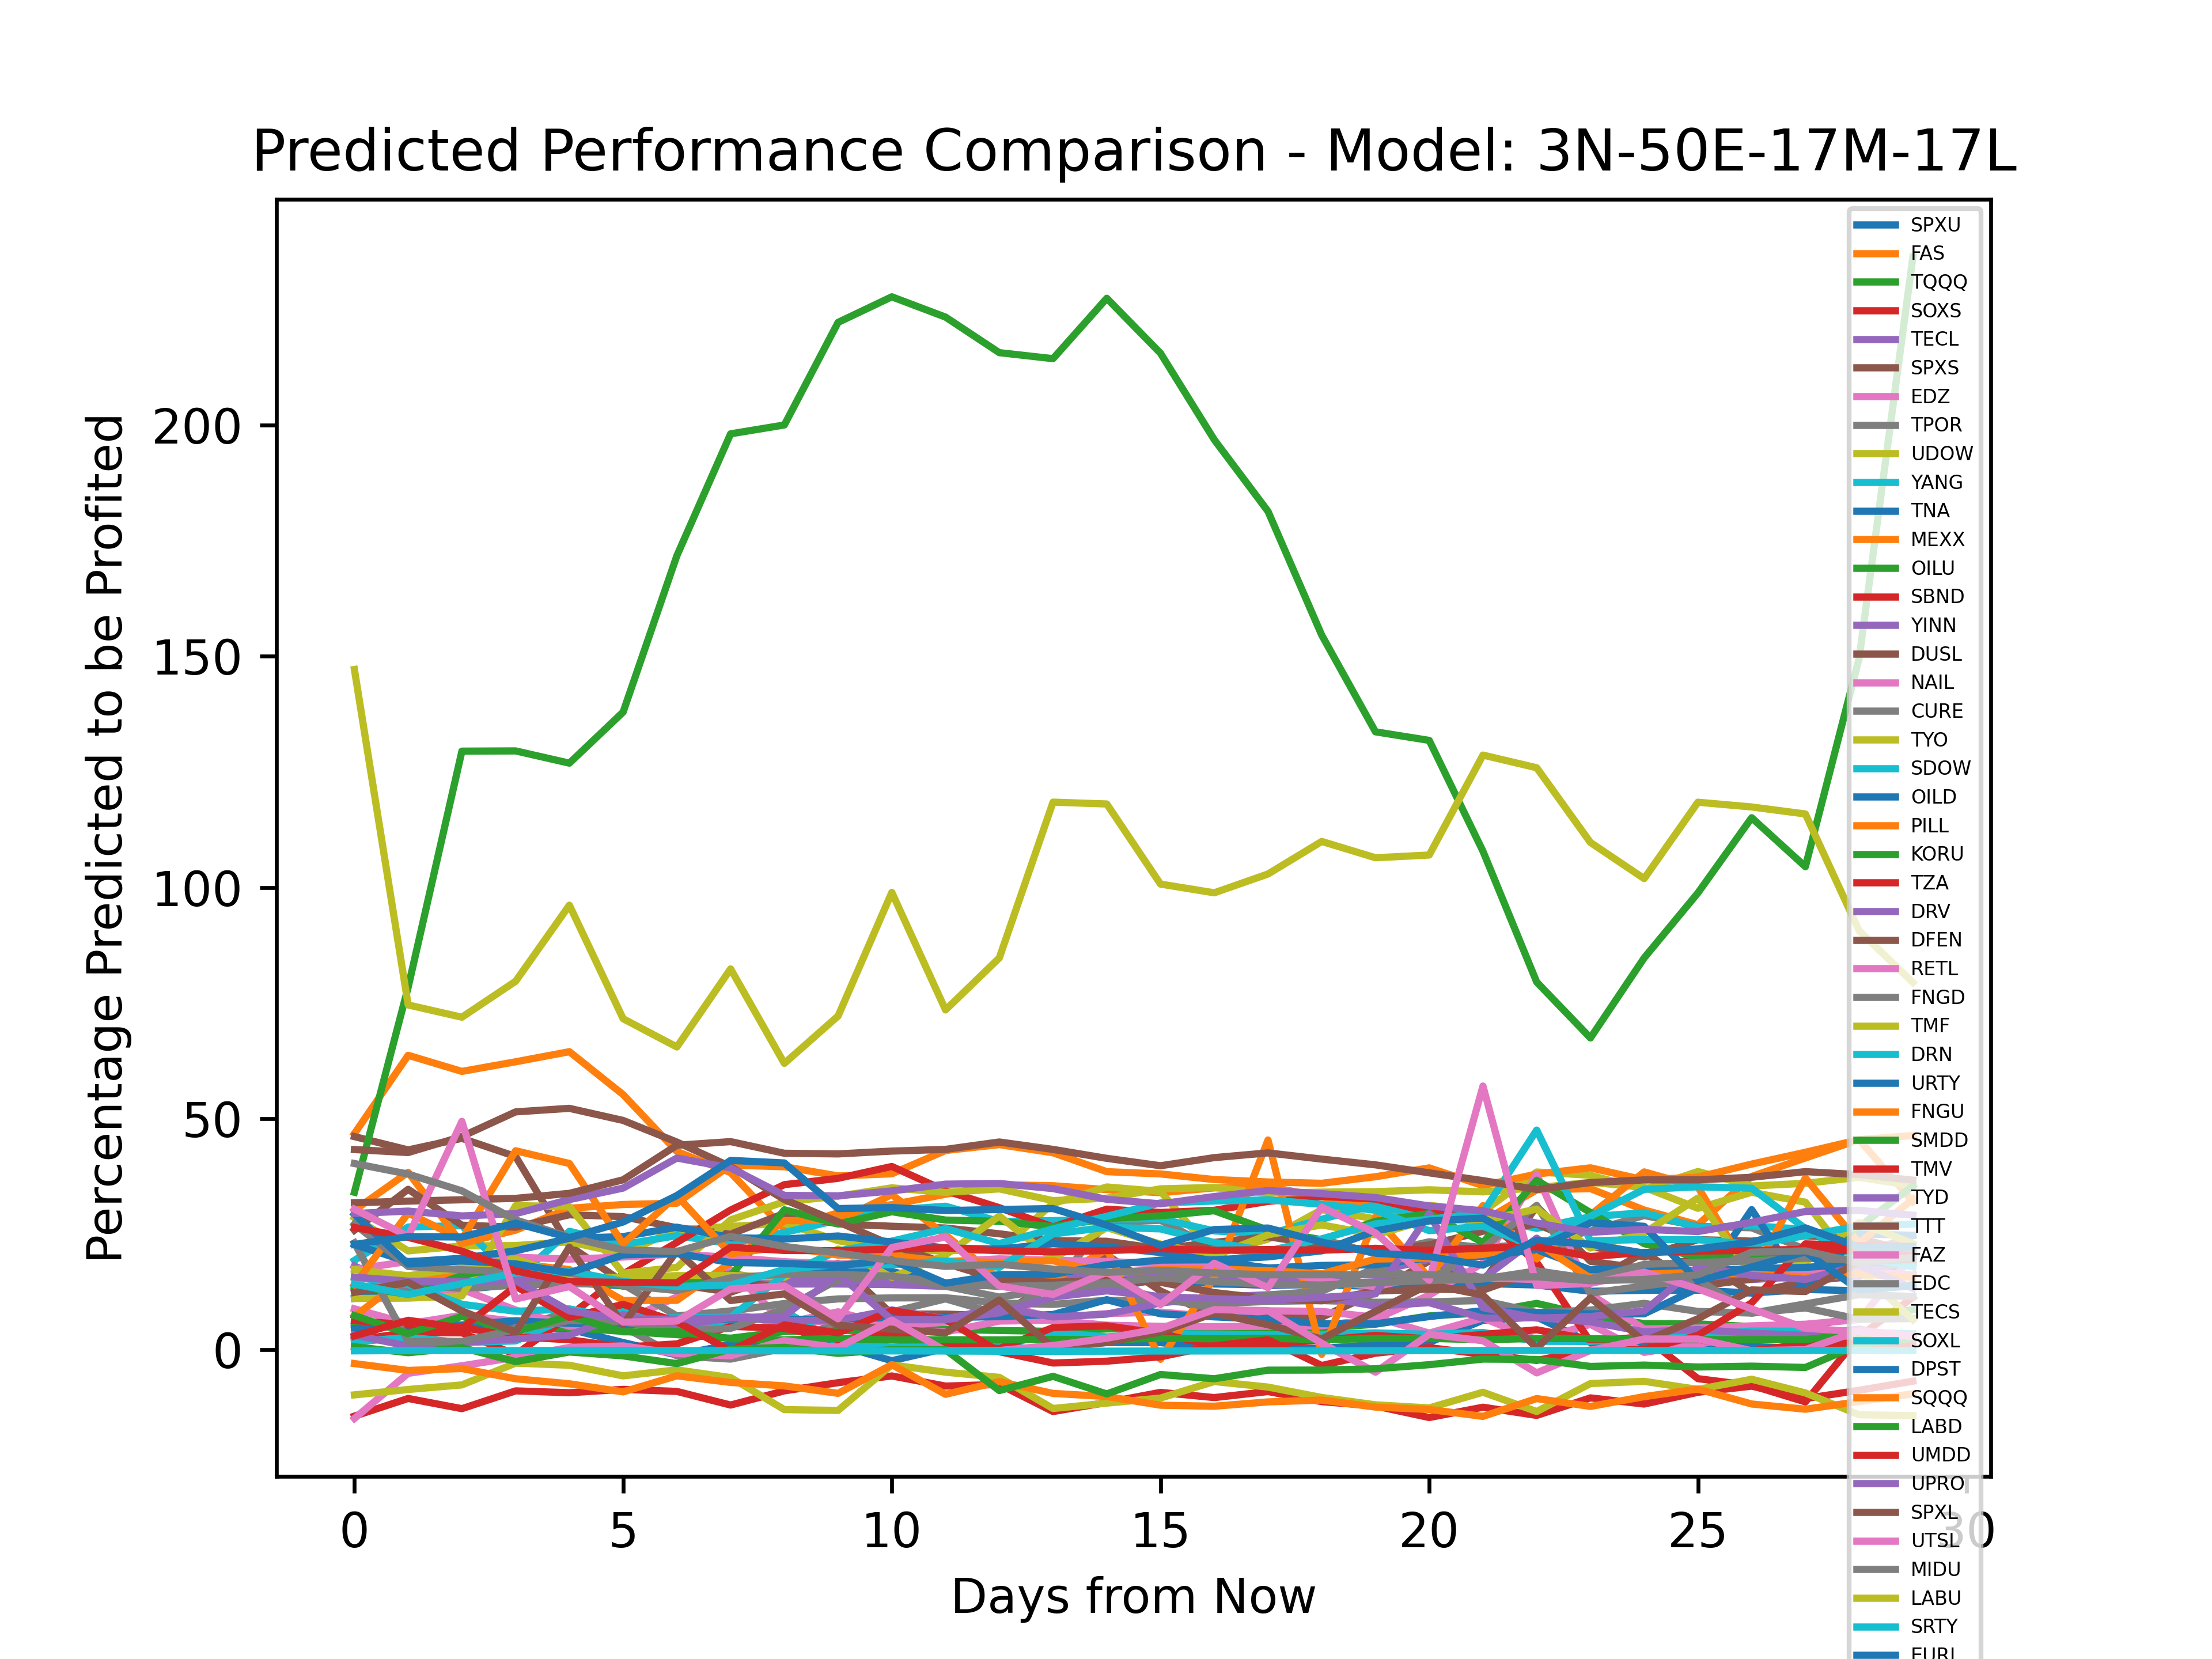 Predicted Performance Comparison - Model: 3N-50E-17M-17L
Percentage Predicted to be Profited
200
150
100
50
0
0 5 10 15 20 25 30
Days from Now
SPXU
FAS
TQQQ
SOXS
TECL
SPXS
EDZ
TPOR
UDOW
YANG
TNA
MEXX
OILU
SBND
YINN
DUSL
NAIL
CURE
TYO
SDOW
OILD
PILL
KORU
TZA
DRV
DFEN
RETL
FNGD
TMF
DRN
URTY
FNGU
SMDD
TMV
TYD
TTT
FAZ
EDC
TECS
SOXL
DPST
SQQQ
LABD
UMDD
UPRO
SPXL
UTSL
MIDU
LABU
SRTY